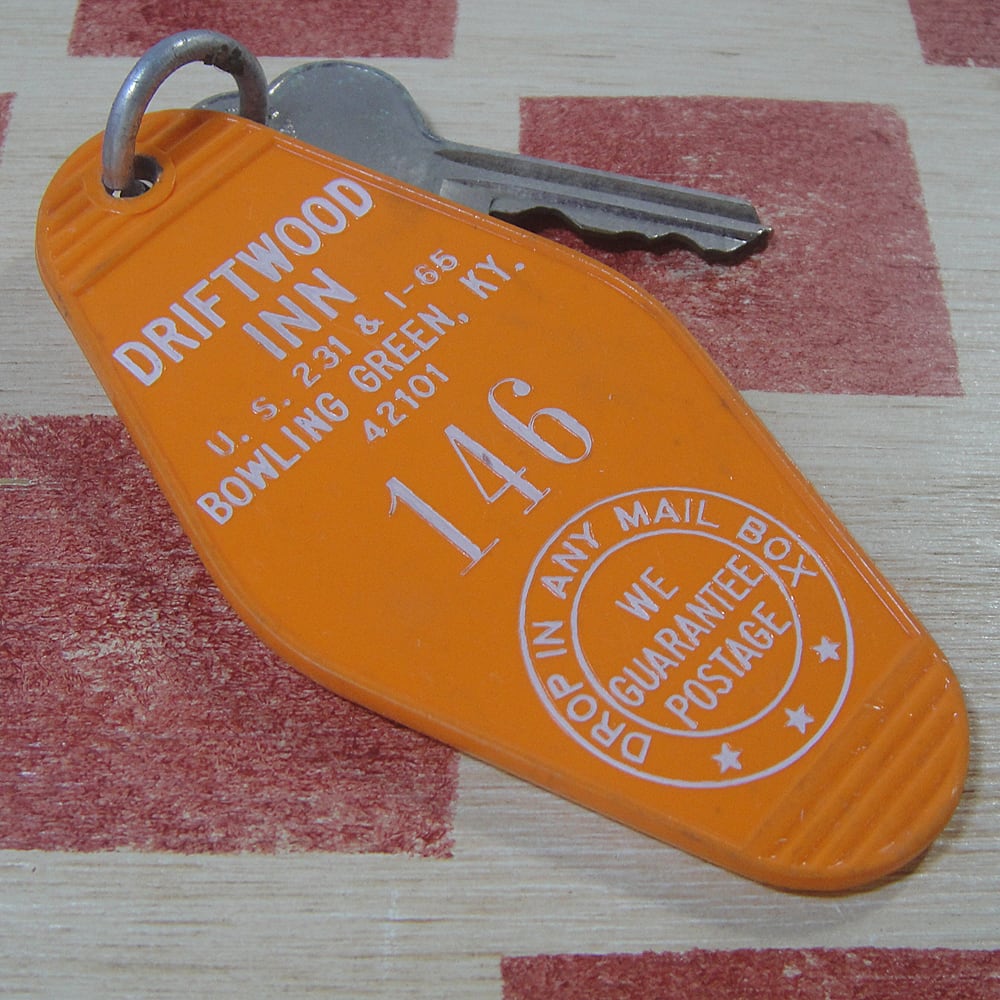 DRIFTWOOD
INN
U. S. 231 & I-65
BOWLING GREEN, KY.
42101
146
DROP IN ANY MAIL BOX
WE
GUARANTEE
POSTAGE